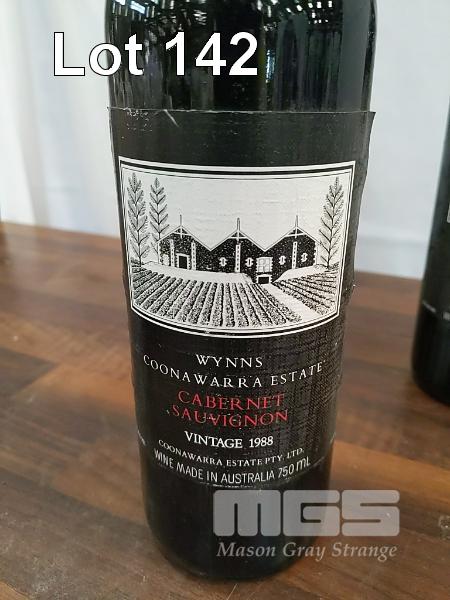 Lot 142
WYNNS
COONAWARRA ESTATE
CABERNET
SAUVIGNON
VINTAGE 1988
COONAWARRA ESTATE PTY. LTD.
WINE MADE IN AUSTRALIA 750 mL
MGS
Mason Gray Strange